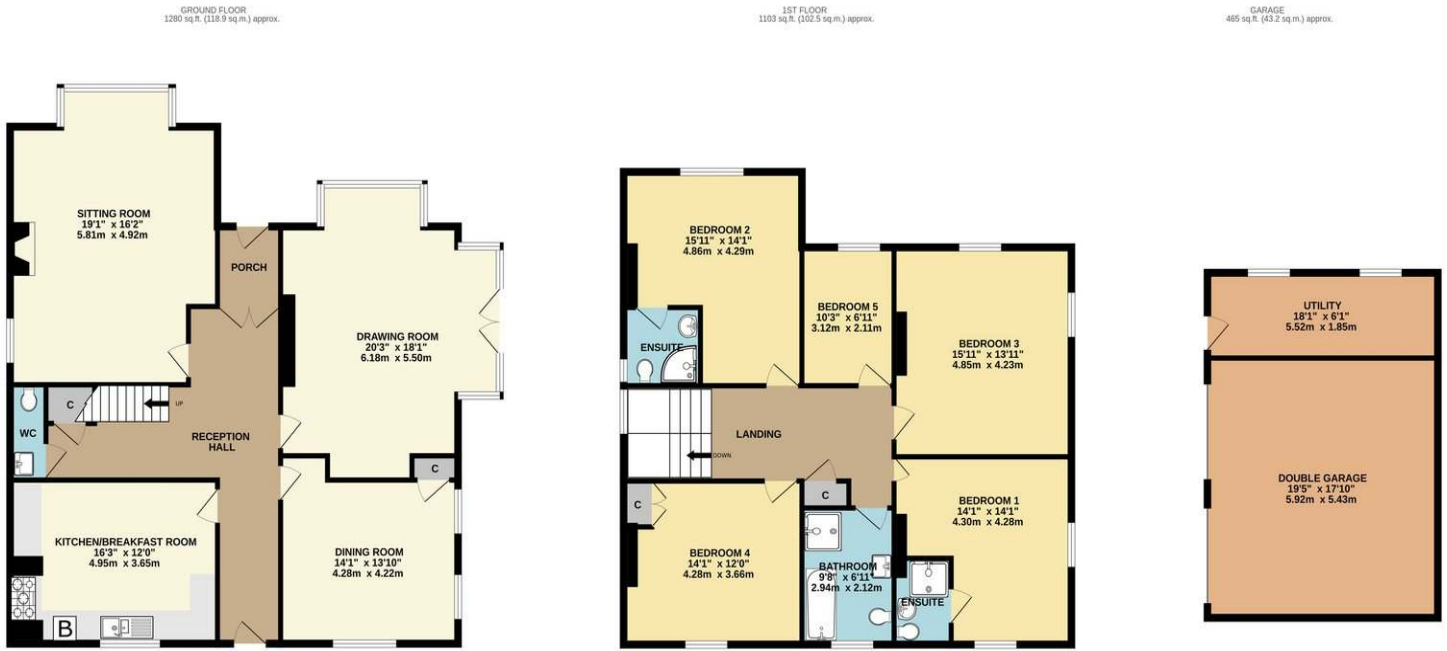 GROUND FLOOR
1280 sq.ft. (118.9 sq.m.) approx.
SITTING ROOM
19'1" x 16'2"
5.81m x 4.92m
PORCH
DRAWING ROOM
20'3" x 18'1"
6.18m x 5.50m
C
UP
WC
RECEPTION
HALL
C
KITCHEN/BREAKFAST ROOM
16'3" x 12'0"
4.95m x 3.65m
DINING ROOM
14'1" x 13'10"
4.28m x 4.22m
B
1ST FLOOR
1103 sq.ft. (102.5 sq.m.) approx.
BEDROOM 2
15'11" x 14'1"
4.86m x 4.29m
BEDROOM 5
10'3" x 6'11"
3.12m x 2.11m
BEDROOM 3
15'11" x 13'11"
4.85m x 4.23m
ENSUITE
LANDING
DOWN
C
C
BEDROOM 1
14'1" x 14'1"
4.30m x 4.28m
BEDROOM 4
14'1" x 12'0"
4.28m x 3.66m
BATHROOM
9'8" x 6'11"
2.94m x 2.12m
ENSUITE
GARAGE
465 sq.ft. (43.2 sq.m.) approx.
UTILITY
18'1" x 6'1"
5.52m x 1.85m
DOUBLE GARAGE
19'5" x 17'10"
5.92m x 5.43m